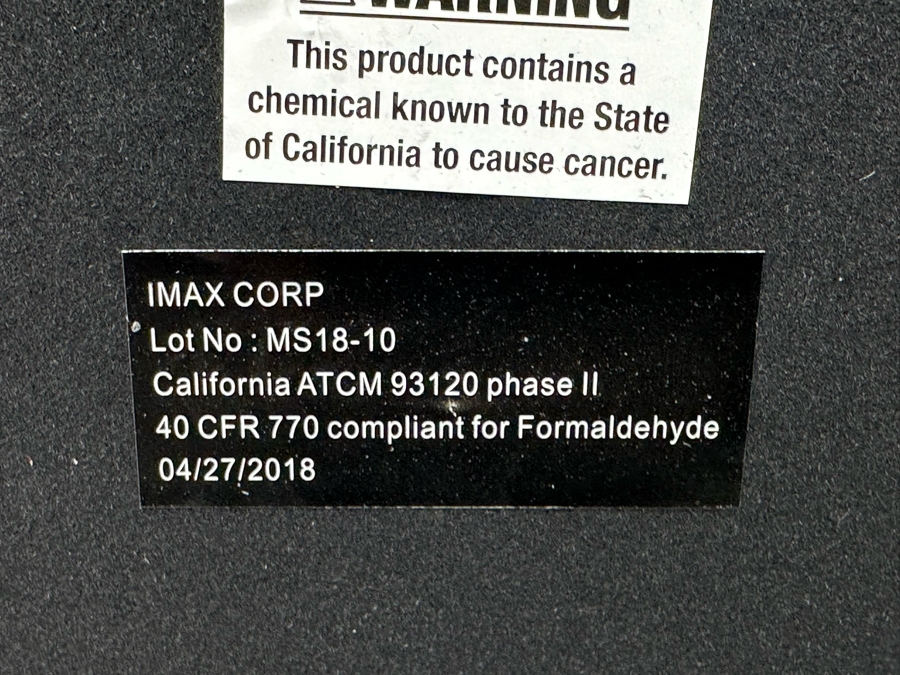 WARNING
This product contains a
chemical known to the State
of California to cause cancer.
IMAX CORP
Lot No : MS18-10
California ATCM 93120 phase II
40 CFR 770 compliant for Formaldehyde
04/27/2018